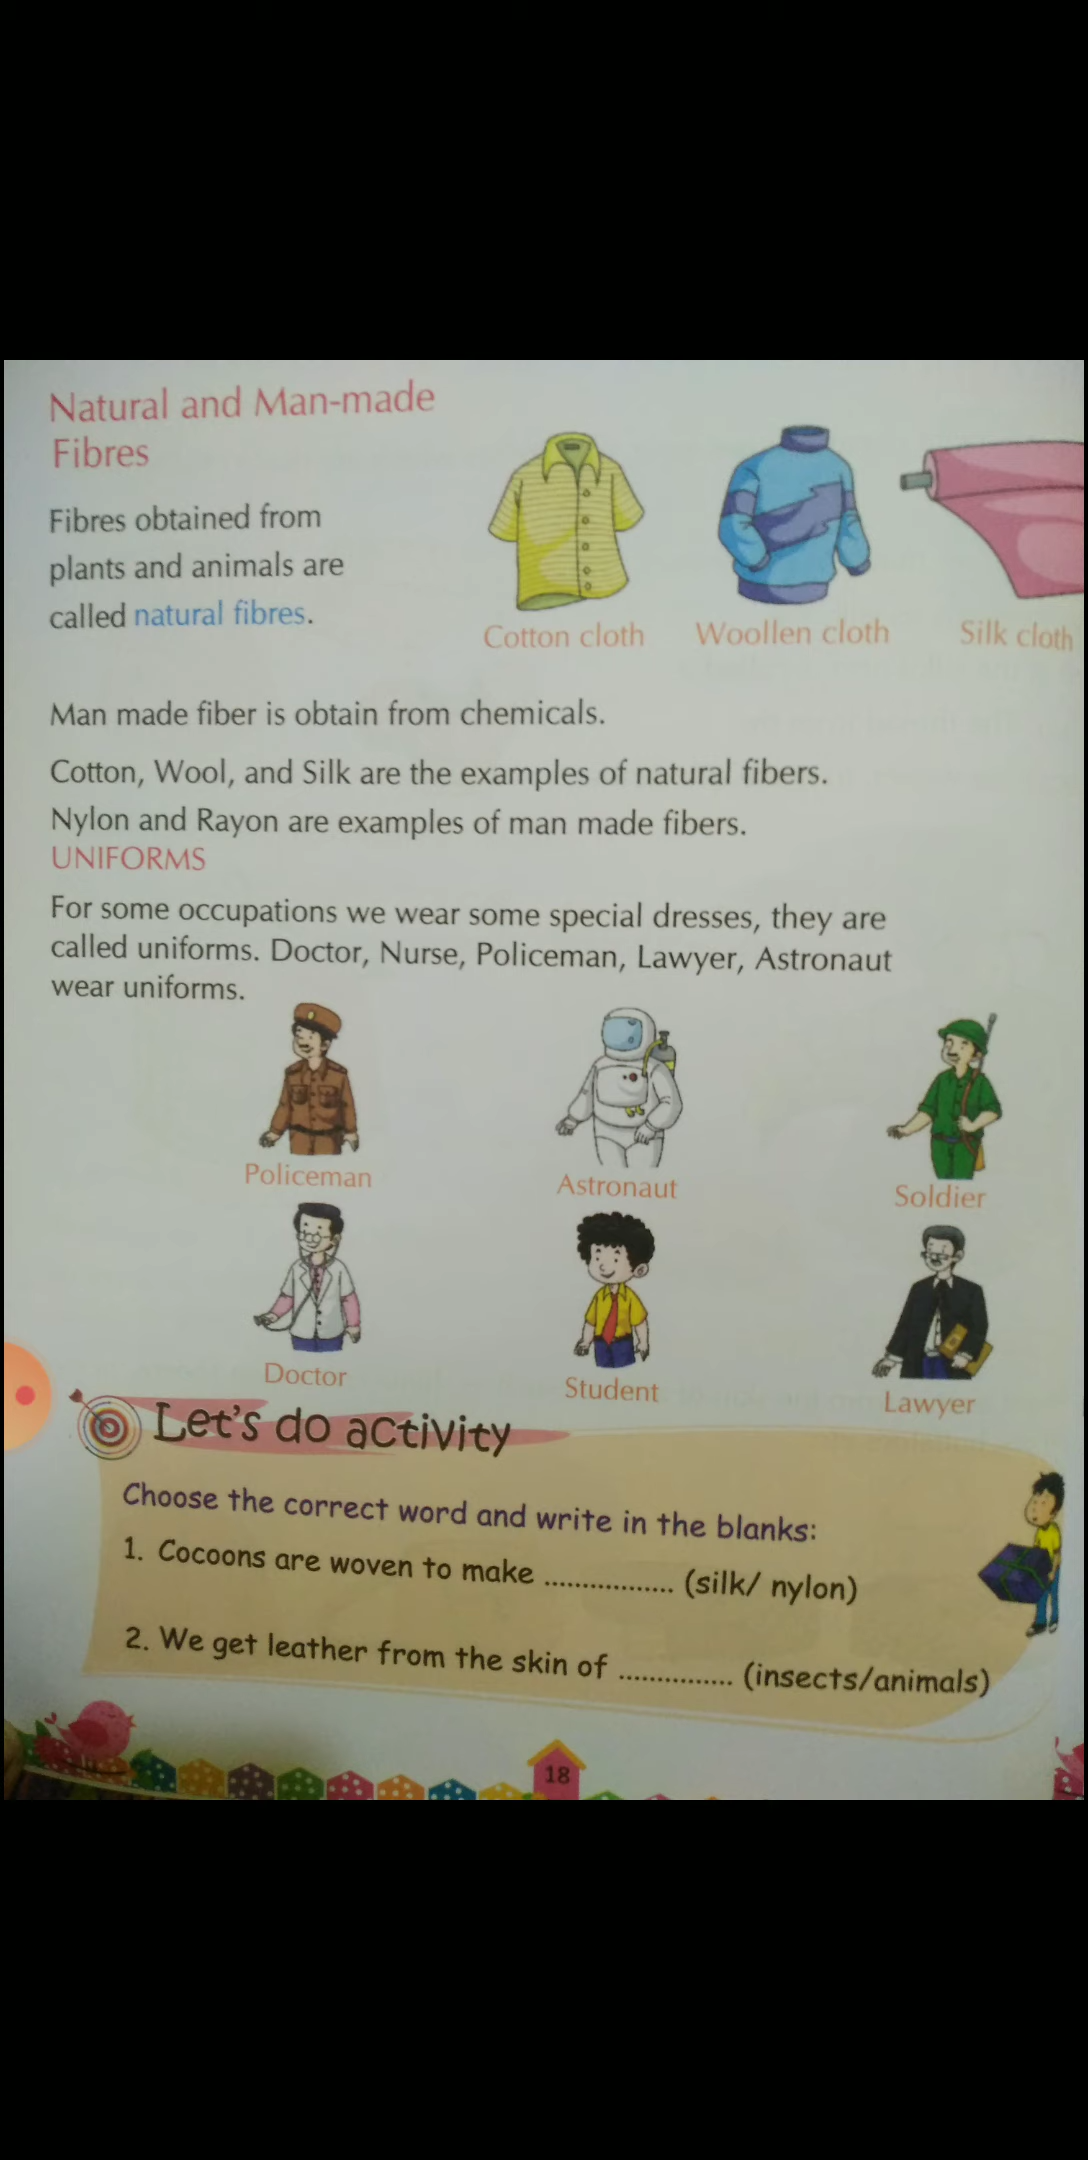 Natural and Man-made
Fibres
Fibres obtained from
plants and animals are
called natural fibres.
Cotton cloth
Woollen cloth
Silk cloth
Man made fiber is obtain from chemicals.
Cotton, Wool, and Silk are the examples of natural fibers.
Nylon and Rayon are examples of man made fibers.
UNIFORMS
For some occupations we wear some special dresses, they are
called uniforms. Doctor, Nurse, Policeman, Lawyer, Astronaut
wear uniforms.
Policeman
Astronaut
Soldier
Doctor
Student
Lawyer
Let's do activity
Choose the correct word and write in the blanks:
1. Cocoons are woven to make ................. (silk/ nylon)
2. We get leather from the skin of ............... (insects/animals)
18